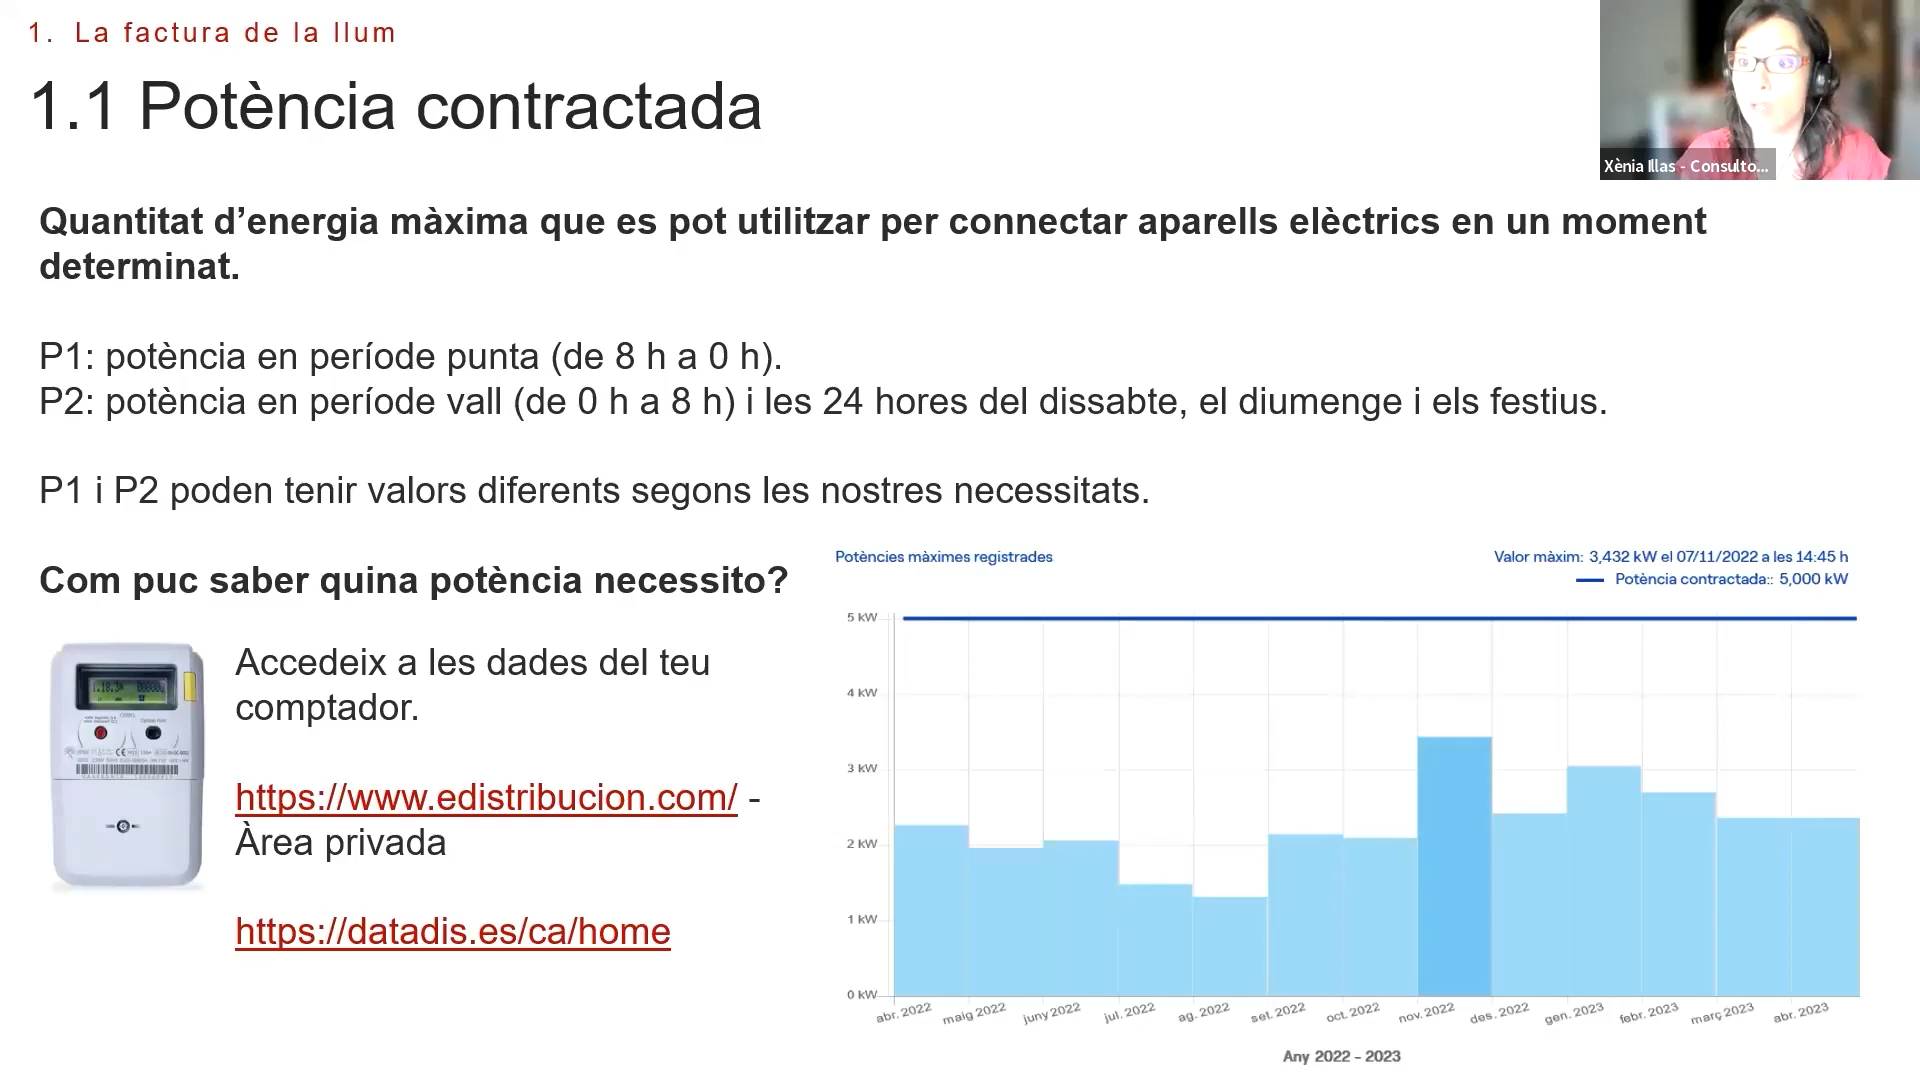 1. La factura de la llum
1.1 Potència contractada
Xènia Illas - Consulto...
Quantitat d’energia màxima que es pot utilitzar per connectar aparells elèctrics en un moment
determinat.
P1: potència en període punta (de 8 h a 0 h).
P2: potència en període vall (de 0 h a 8 h) i les 24 hores del dissabte, el diumenge i els festius.
P1 i P2 poden tenir valors diferents segons les nostres necessitats.
Com puc saber quina potència necessito?
Accedeix a les dades del teu
comptador.
https://www.edistribucion.com/ -
Àrea privada
https://datadis.es/ca/home
Potències màximes registrades
Valor màxim: 3,432 kW el 07/11/2022 a les 14:45 h
Potència contractada:: 5,000 kW
5 kW
4 kW
3 kW
2 kW
1 kW
0 kW
abr. 2022 maig 2022 juny 2022 jul. 2022 ag. 2022 set. 2022 oct. 2022 nov. 2022 des. 2022 gen. 2023 febr. 2023 març 2023 abr. 2023
Any 2022 - 2023